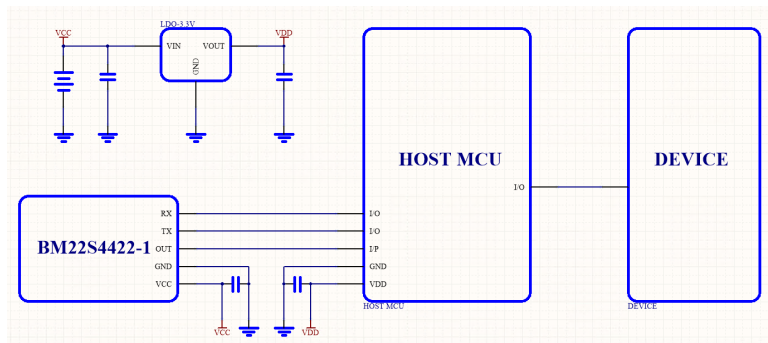 LDO-3.3V
VCC
VDD
VIN
VOUT
GND
HOST MCU
DEVICE
I/O
BM22S4422-1
RX
TX
OUT
GND
VCC
I/O
I/O
I/P
GND
VDD
HOST MCU
DEVICE
VCC
VDD